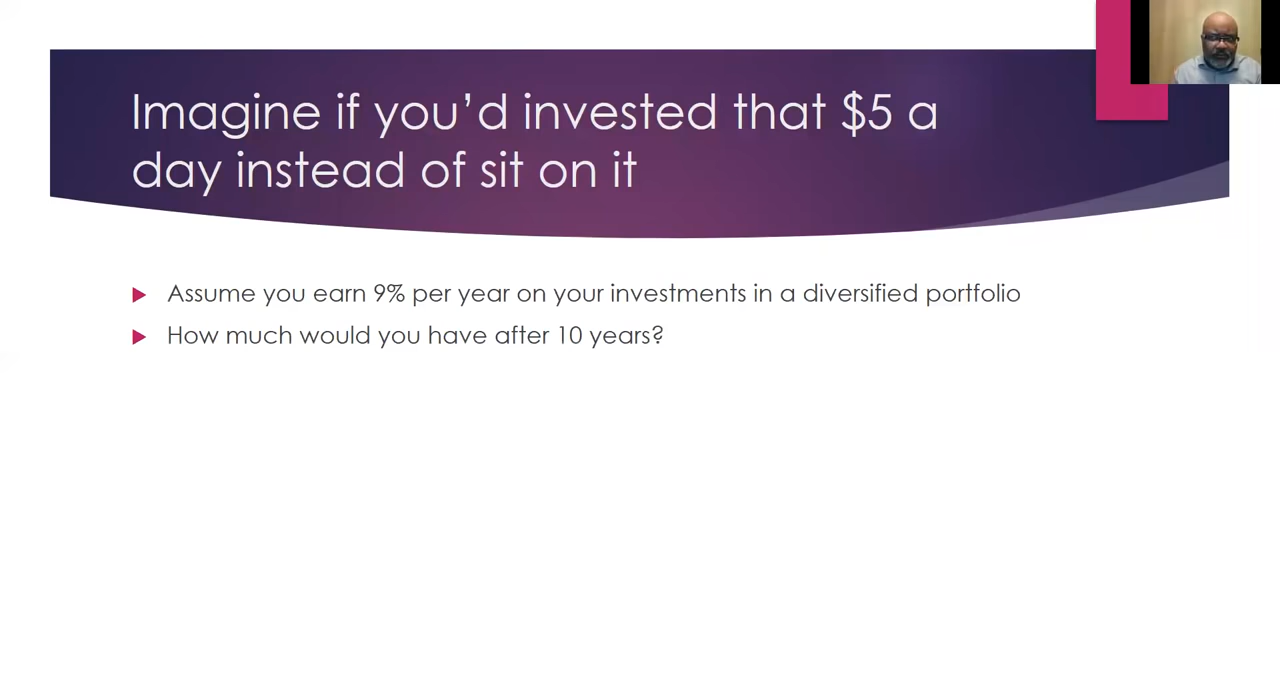 Imagine if you’d invested that $5 a
day instead of sit on it
Assume you earn 9% per year on your investments in a diversified portfolio
How much would you have after 10 years?